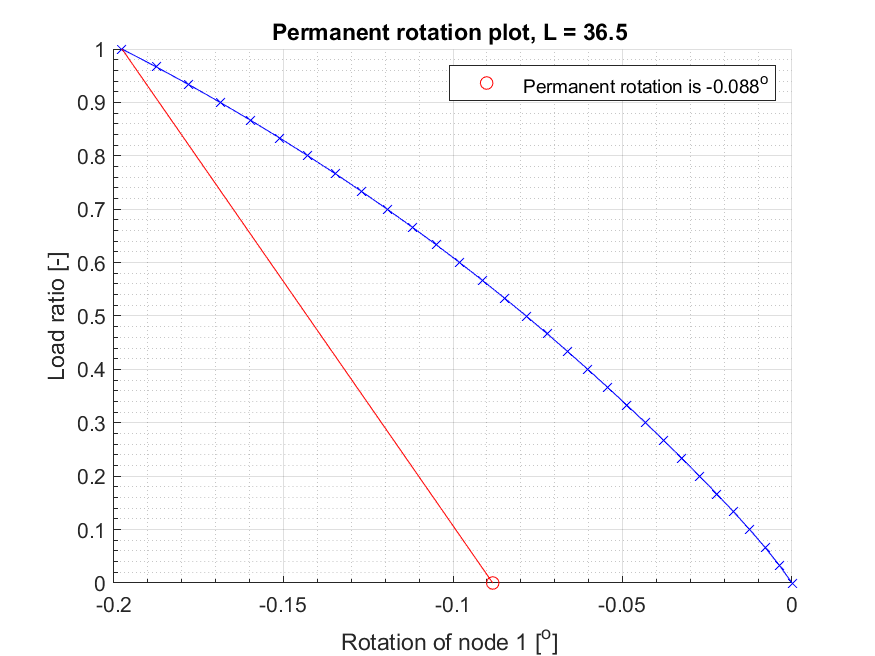 Permanent rotation plot, L = 36.5
Permanent rotation is -0.088°
1
0.9
0.8
0.7
0.6
0.5
0.4
0.3
0.2
0.1
0
Load ratio [-]
-0.2 -0.15 -0.1 -0.05 0
Rotation of node 1 [°]